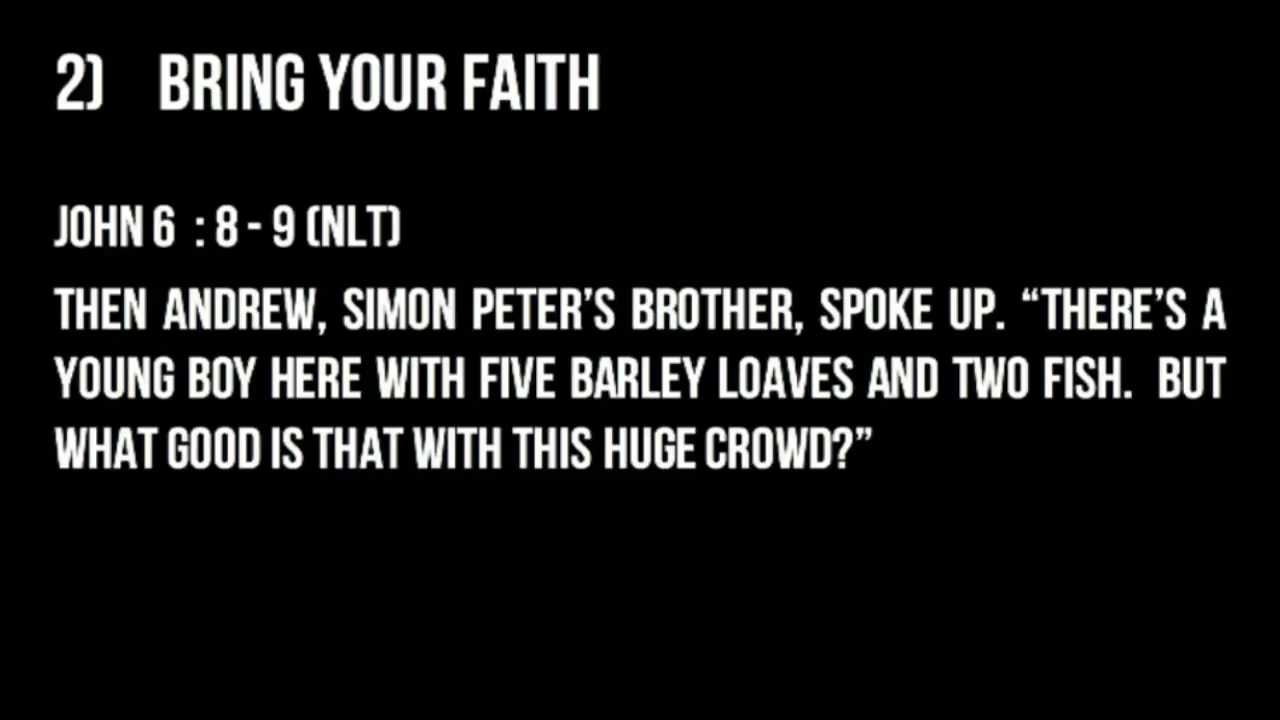 2) BRING YOUR FAITH
JOHN 6 : 8 - 9 (NLT)
THEN ANDREW, SIMON PETER’S BROTHER, SPOKE UP. “THERE’S A
YOUNG BOY HERE WITH FIVE BARLEY LOAVES AND TWO FISH. BUT
WHAT GOOD IS THAT WITH THIS HUGE CROWD?”